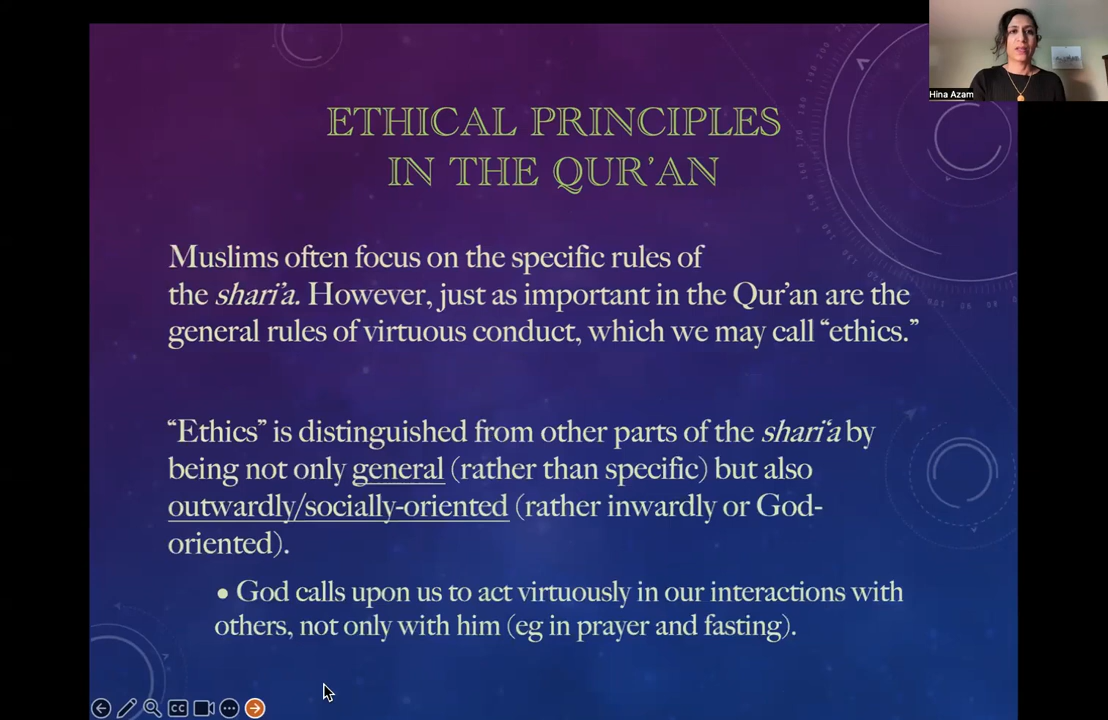 Hina Azam
ETHICAL PRINCIPLES
IN THE QUR’AN
Muslims often focus on the specific rules of
the shari’a. However, just as important in the Qur’an are the
general rules of virtuous conduct, which we may call “ethics.”
“Ethics” is distinguished from other parts of the shari‘a by
being not only general (rather than specific) but also
outwardly/socially-oriented (rather inwardly or God-
oriented).
• God calls upon us to act virtuously in our interactions with
others, not only with him (eg in prayer and fasting).
CC